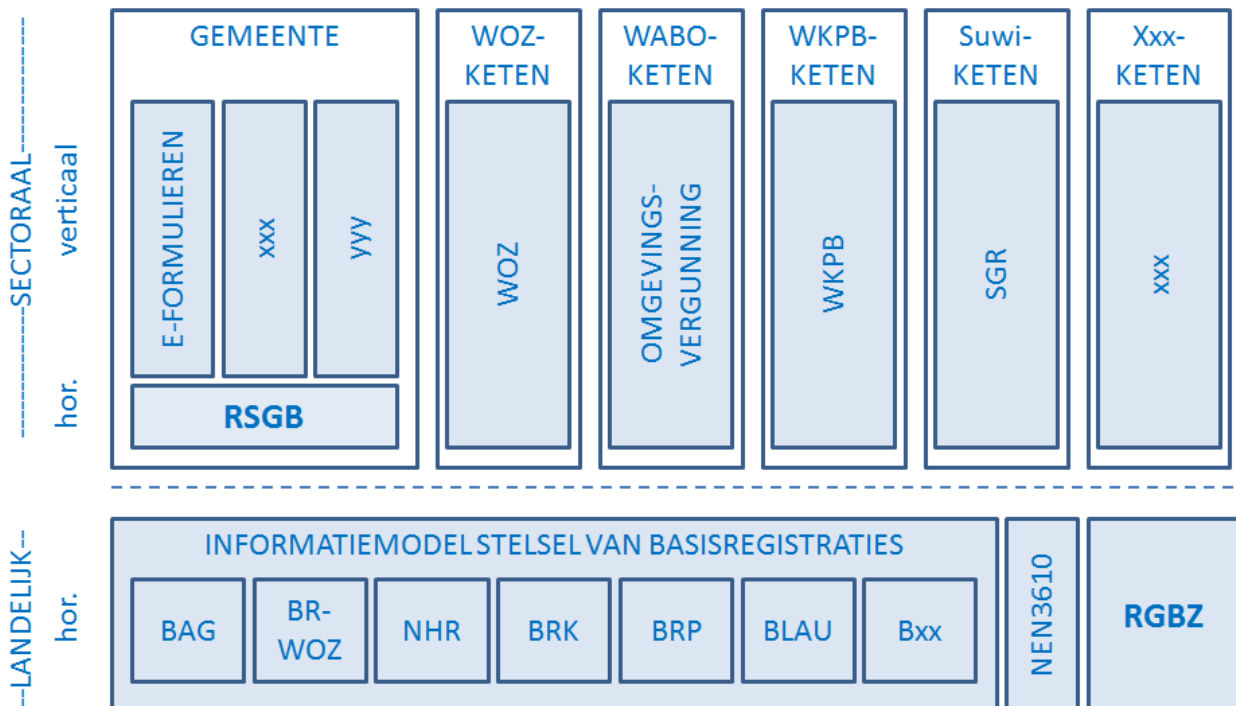 GEMEENTE
WOZ-
KETEN
WABO-
KETEN
WKPB-
KETEN
Suwi-
KETEN
Xxx-
KETEN
SECTORAAL
verticaal
hor.
E-FORMULIEREN
xxx
yyy
RSGB
WOZ
OMGEVINGS-
VERGUNNING
WKPB
SGR
xxx
LANDELIJK
hor.
INFORMATIEMODEL STELSEL VAN BASISREGISTRATIES
BAG
BR-
WOZ
NHR
BRK
BRP
BLAU
Bxx
NEN3610
RGBZ